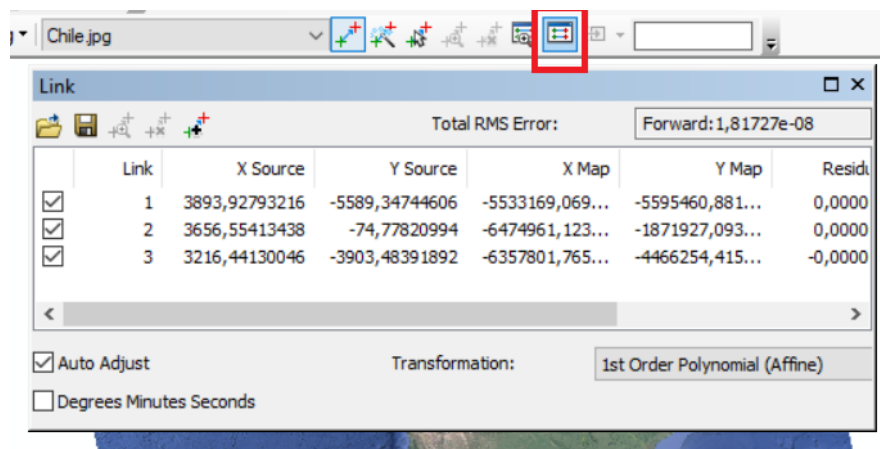 Chile.jpg
Link
Total RMS Error: Forward:1,81727e-08
Link X Source Y Source X Map Y Map Residu
1 3893,92793216 -5589,34744606 -5533169,069... -5595460,881... 0,0000
2 3656,55413438 -74,77820994 -6474961,123... -1871927,093... 0,0000
3 3216,44130046 -3903,48391892 -6357801,765... -4466254,415... -0,0000
Auto Adjust Transformation: 1st Order Polynomial (Affine)
Degrees Minutes Seconds